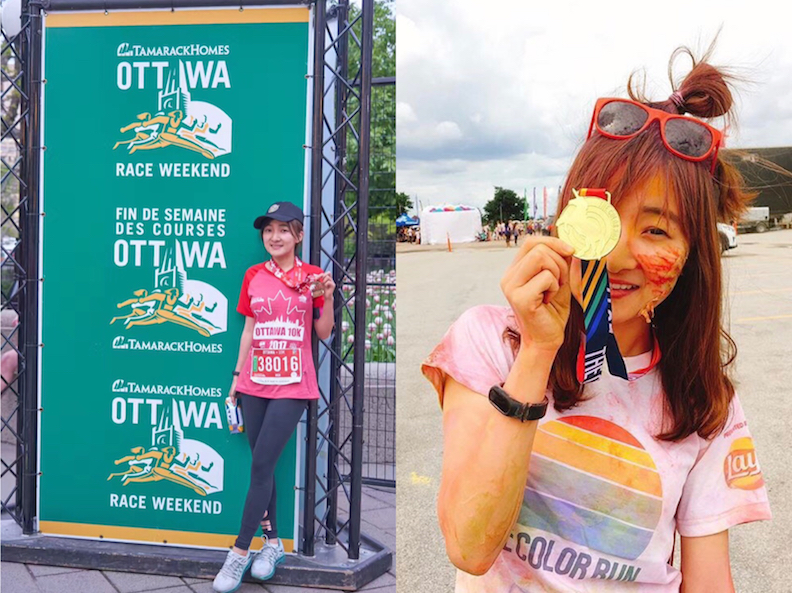 TAMARACKHOMES
OTTAWA
RACE WEEKEND
FIN DE SEMAINE
DES COURSES
OTTAWA
TAMARACKHOMES
TAMARACKHOMES
OTTAWA
RACE WEEKEND
OTTAWA 10K
2017
38016
COLOR RUN
Lay's